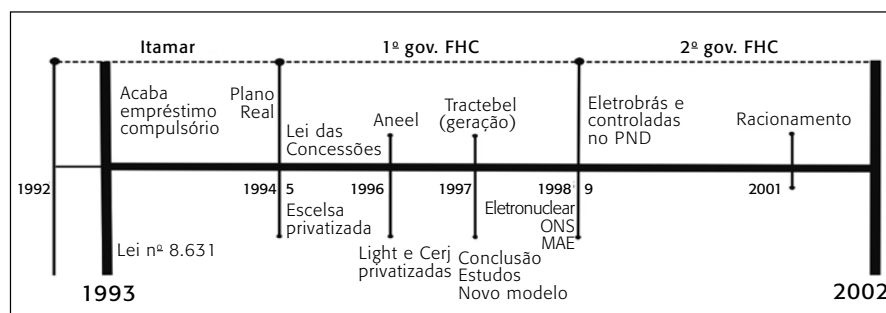 Itamar
1º gov. FHC
2º gov. FHC
Acaba
empréstimo
compulsório
Plano
Real
Lei das
Concessões
Aneel
Tractebel
(geração)
Eletrobrás e
controladas
no PND
Racionamento
1992
1994 5
1996
1997
1998 9
2001
Lei nº 8.631
Escelsa
privatizada
Light e Cerj
privatizadas
Conclusão
Estudos
Novo modelo
Eletronuclear
ONS
MAE
1993
2002